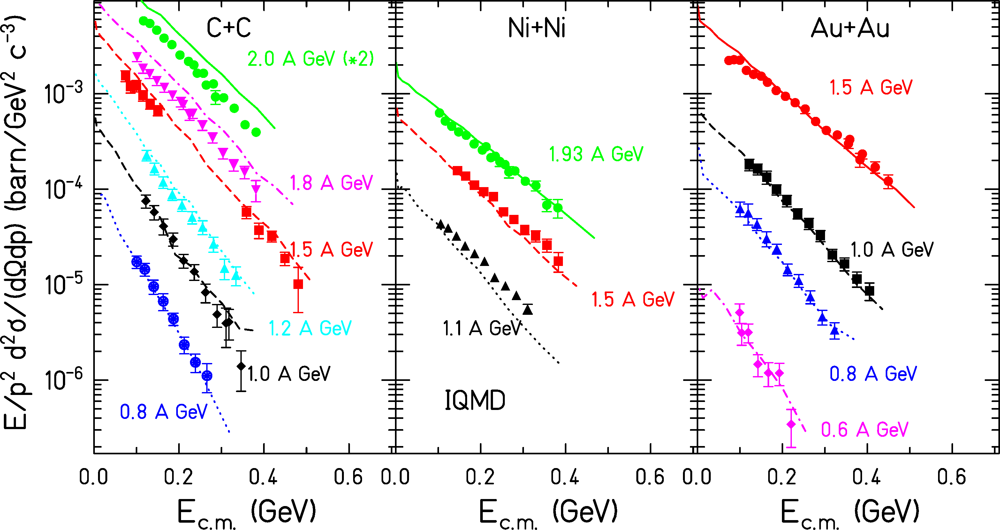 E/p² d²σ/(dΩdp) (barn/GeV² c⁻³)
C+C
2.0 A GeV (*2)
1.8 A GeV
1.5 A GeV
1.2 A GeV
1.0 A GeV
0.8 A GeV
10⁻³
10⁻⁴
10⁻⁵
10⁻⁶
Ni+Ni
1.93 A GeV
1.5 A GeV
1.1 A GeV
IQMD
Au+Au
1.5 A GeV
1.0 A GeV
0.8 A GeV
0.6 A GeV
0.0 0.2 0.4 0.6 0.0 0.2 0.4 0.6 0.0 0.2 0.4 0.6
E_c.m. (GeV) E_c.m. (GeV) E_c.m. (GeV)